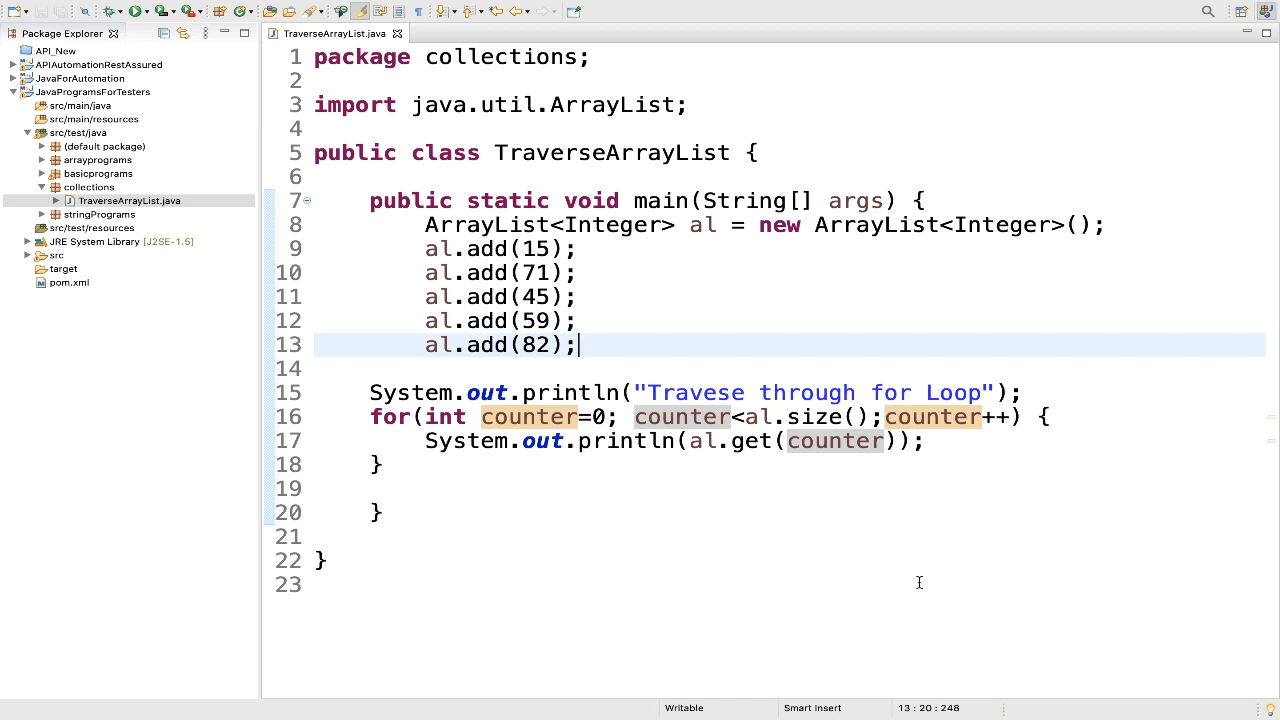 Package Explorer
API_New
APIAutomationRestAssured
JavaForAutomation
JavaProgramsForTesters
src/main/java
src/main/resources
src/test/java
(default package)
arrayprograms
basicprograms
collections
TraverseArrayList.java
stringPrograms
src/test/resources
JRE System Library [J2SE-1.5]
src
target
pom.xml
TraverseArrayList.java
1 package collections;
2
3 import java.util.ArrayList;
4
5 public class TraverseArrayList {
6
7 public static void main(String[] args) {
8 ArrayList<Integer> al = new ArrayList<Integer>();
9 al.add(15);
10 al.add(71);
11 al.add(45);
12 al.add(59);
13 al.add(82);
14
15 System.out.println("Travese through for Loop");
16 for(int counter=0; counter<al.size();counter++) {
17 System.out.println(al.get(counter));
18 }
19
20 }
21
22 }
23
Writable Smart Insert 13 : 20 : 248